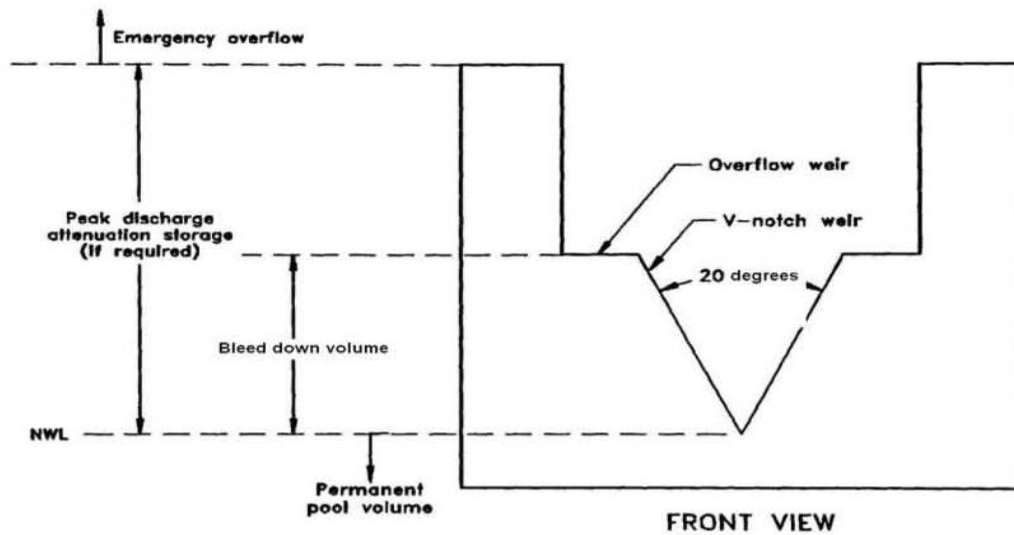 Emergency overflow
Overflow weir
Peak discharge
attenuation storage
(if required)
V-notch weir
20 degrees
Bleed down volume
NWL
Permanent
pool volume
FRONT VIEW